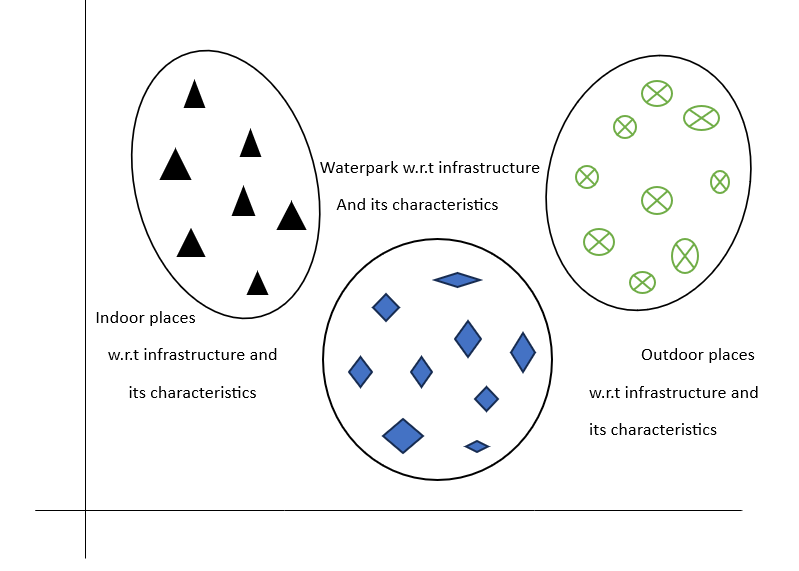 Waterpark w.r.t infrastructure
And its characteristics
Indoor places
w.r.t infrastructure and
its characteristics
Outdoor places
w.r.t infrastructure and
its characteristics